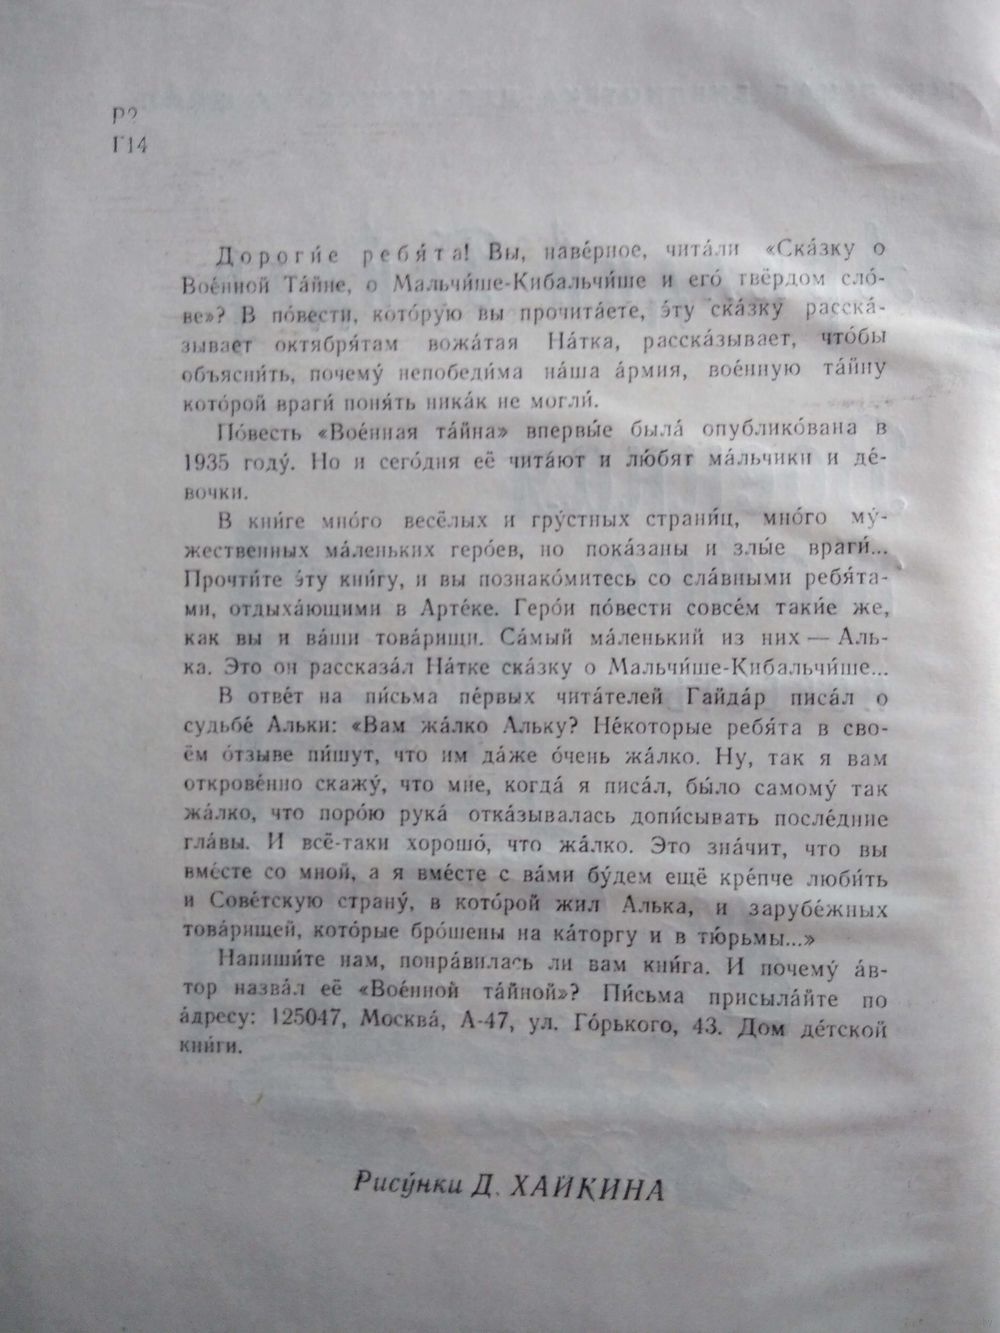 Р2
Г14
Дороги́е ребя́та! Вы, наве́рное, чита́ли «Ска́зку о
Вое́нной Та́йне, о Мальчи́ше-Кибальчи́ше и его́ твёрдом сло́-
ве»? В по́вести, кото́рую вы прочита́ете, э́ту ска́зку расска́-
зывает октября́там вожа́тая На́тка, расска́зывает, что́бы
объясни́ть, почему́ непобеди́ма на́ша а́рмия, вое́нную та́йну
кото́рой враги́ поня́ть ника́к не могли́.
По́весть «Вое́нная та́йна» впервы́е была́ опублико́вана в
1935 году́. Но и сего́дня её чита́ют и лю́бят ма́льчики и де́-
вочки.
В кни́ге мно́го весёлых и гру́стных страни́ц, мно́го му́-
жественных ма́леньких геро́ев, но пока́заны и злы́е враги́...
Прочти́те э́ту кни́гу, и вы познако́митесь со сла́вными ребя́та-
ми, отдыха́ющими в Арте́ке. Геро́и по́вести совсе́м таки́е же,
как вы и ва́ши това́рищи. Са́мый ма́ленький из них — Аль-
ка. Это он рассказа́л На́тке ска́зку о Мальчи́ше-Кибальчи́ше...
В отве́т на пи́сьма пе́рвых чита́телей Гайда́р писа́л о
судьбе́ Альки: «Вам жа́лко Альку? Не́которые ребя́та в сво-
ём о́тзыве пи́шут, что им да́же о́чень жа́лко. Ну, так я вам
открове́нно скажу́, что мне, когда́ я писа́л, бы́ло самому́ так
жа́лко, что поро́ю рука́ отка́зывалась допи́сывать после́дние
гла́вы. И всё-таки хорошо́, что жа́лко. Это зна́чит, что вы
вме́сте со мной, а я вме́сте с ва́ми бу́дем ещё кре́пче люби́ть
и Сове́тскую страну́, в кото́рой жил Алька, и зарубе́жных
това́рищей, кото́рые бро́шены на ка́торгу и в тю́рьмы...»
Напиши́те нам, понра́вилась ли вам кни́га. И почему́ а́в-
тор назва́л её «Вое́нной та́йной»? Пи́сьма присыла́йте по
а́дресу: 125047, Москва́, А-47, ул. Го́рького, 43. Дом де́тской
кни́ги.
Рису́нки Д. ХАЙКИНА